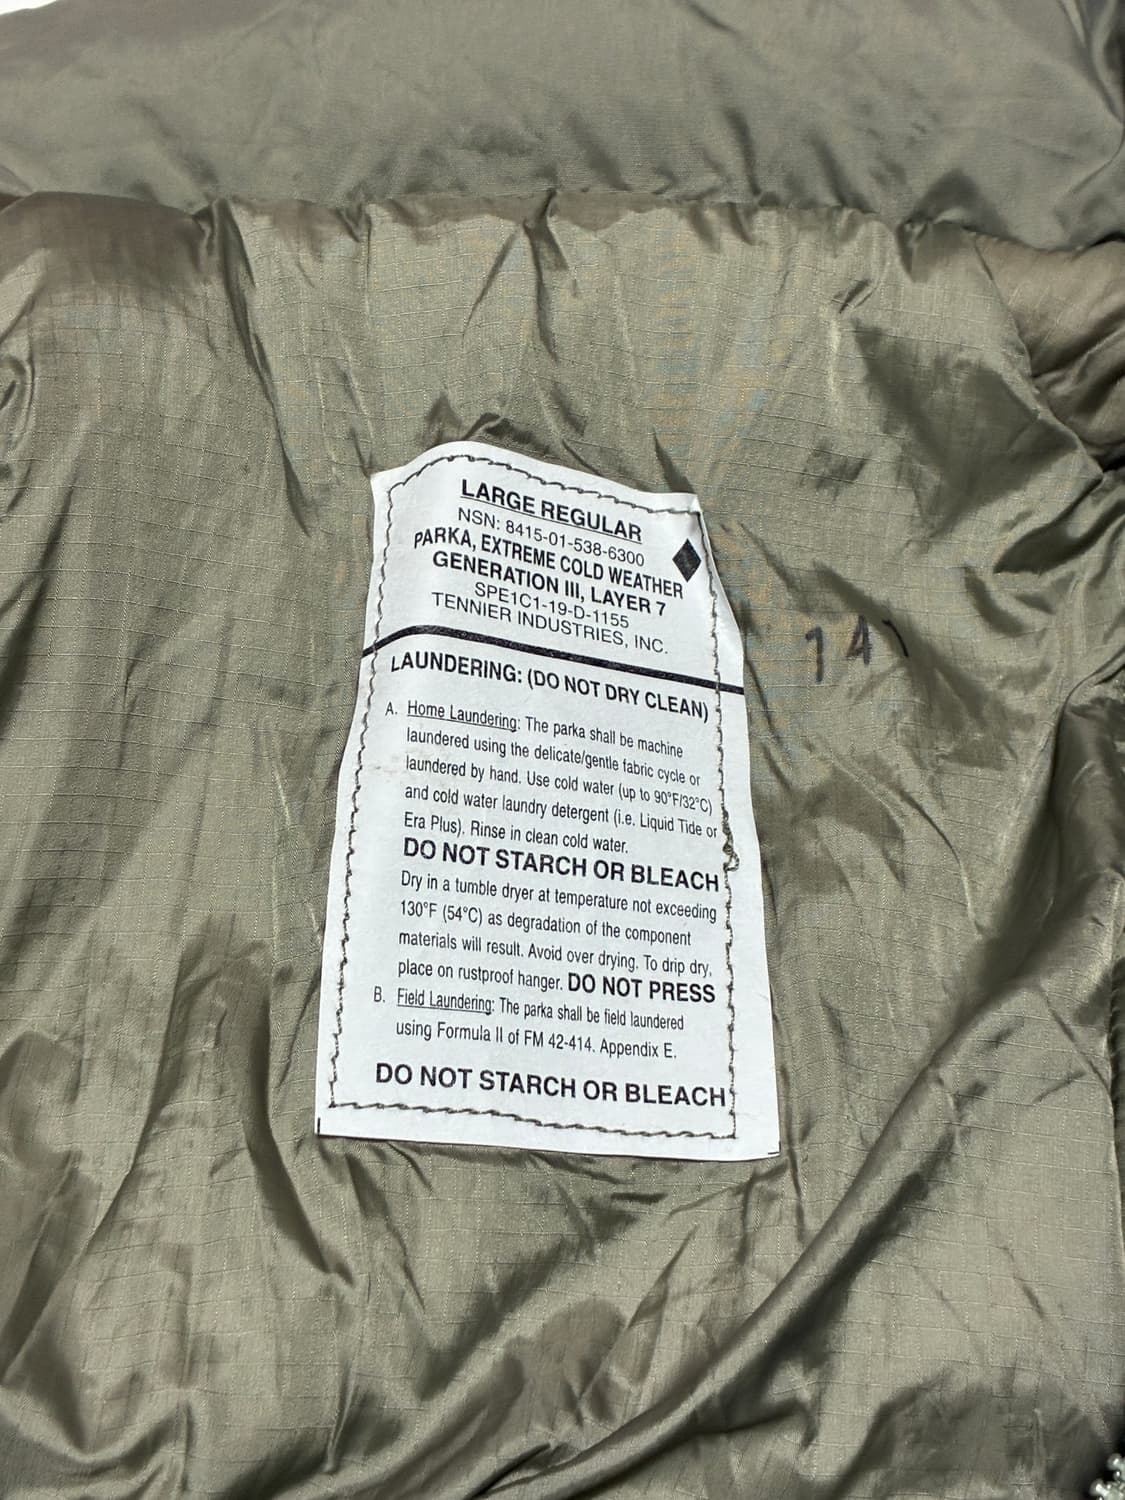 LARGE REGULAR
NSN: 8415-01-538-6300
PARKA, EXTREME COLD WEATHER
GENERATION III, LAYER 7
SPE1C1-19-D-1155
TENNIER INDUSTRIES, INC.
LAUNDERING: (DO NOT DRY CLEAN)
A. Home Laundering: The parka shall be machine
laundered using the delicate/gentle fabric cycle or
laundered by hand. Use cold water (up to 90°F/32°C)
and cold water laundry detergent (i.e. Liquid Tide or
Era Plus). Rinse in clean cold water.
DO NOT STARCH OR BLEACH
Dry in a tumble dryer at temperature not exceeding
130°F (54°C) as degradation of the component
materials will result. Avoid over drying. To drip dry,
place on rustproof hanger. DO NOT PRESS
B. Field Laundering: The parka shall be field laundered
using Formula II of FM 42-414. Appendix E.
DO NOT STARCH OR BLEACH